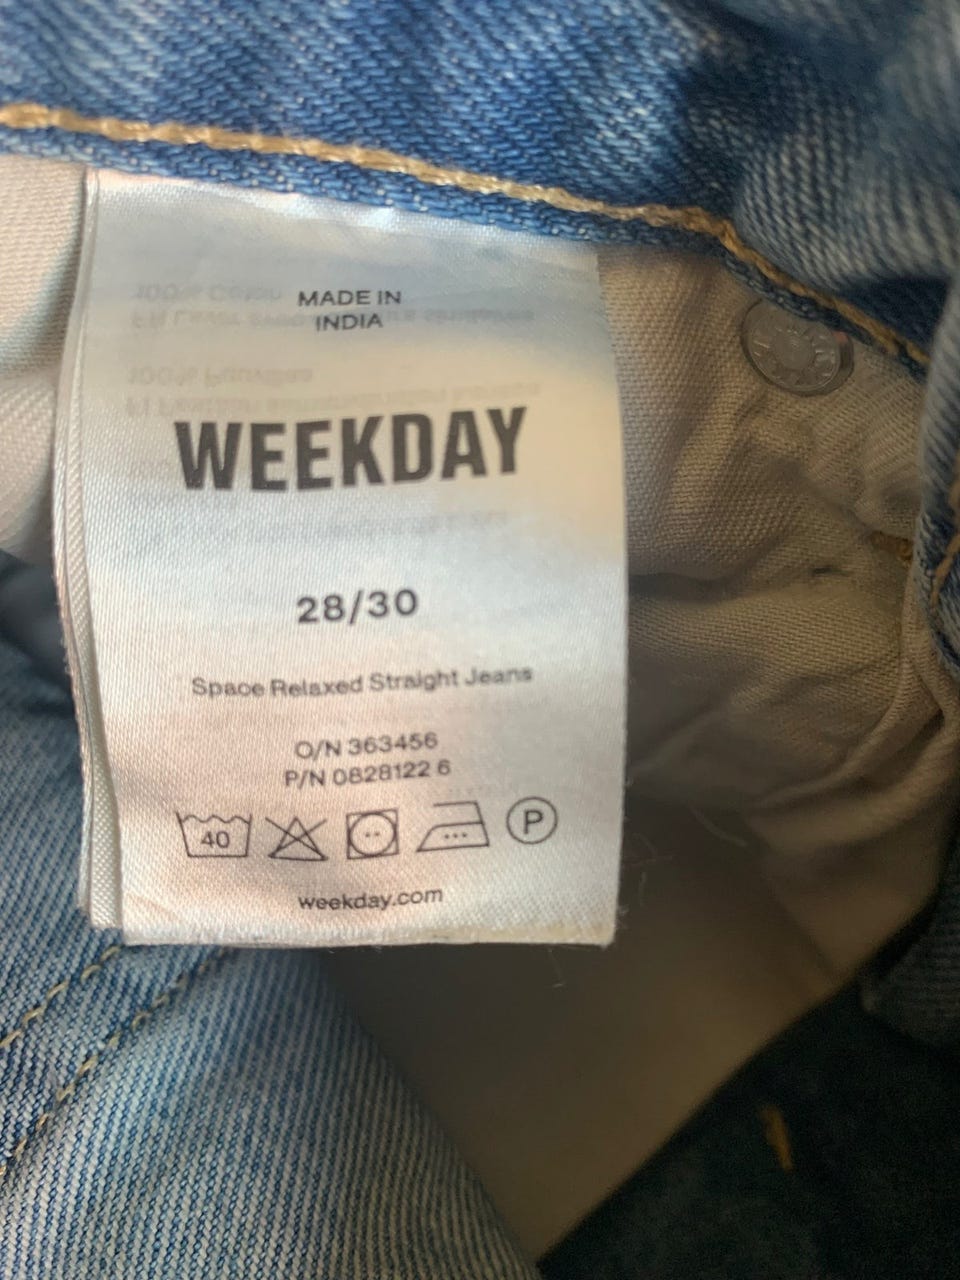 MADE IN
INDIA
WEEKDAY
28/30
Space Relaxed Straight Jeans
O/N 363456
P/N 0828122 6
40
P
weekday.com